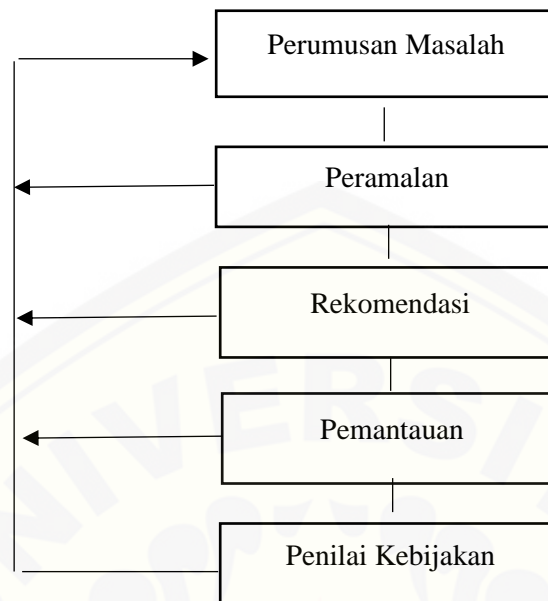 Perumusan Masalah
Peramalan
Rekomendasi
Pemantauan
Penilai Kebijakan